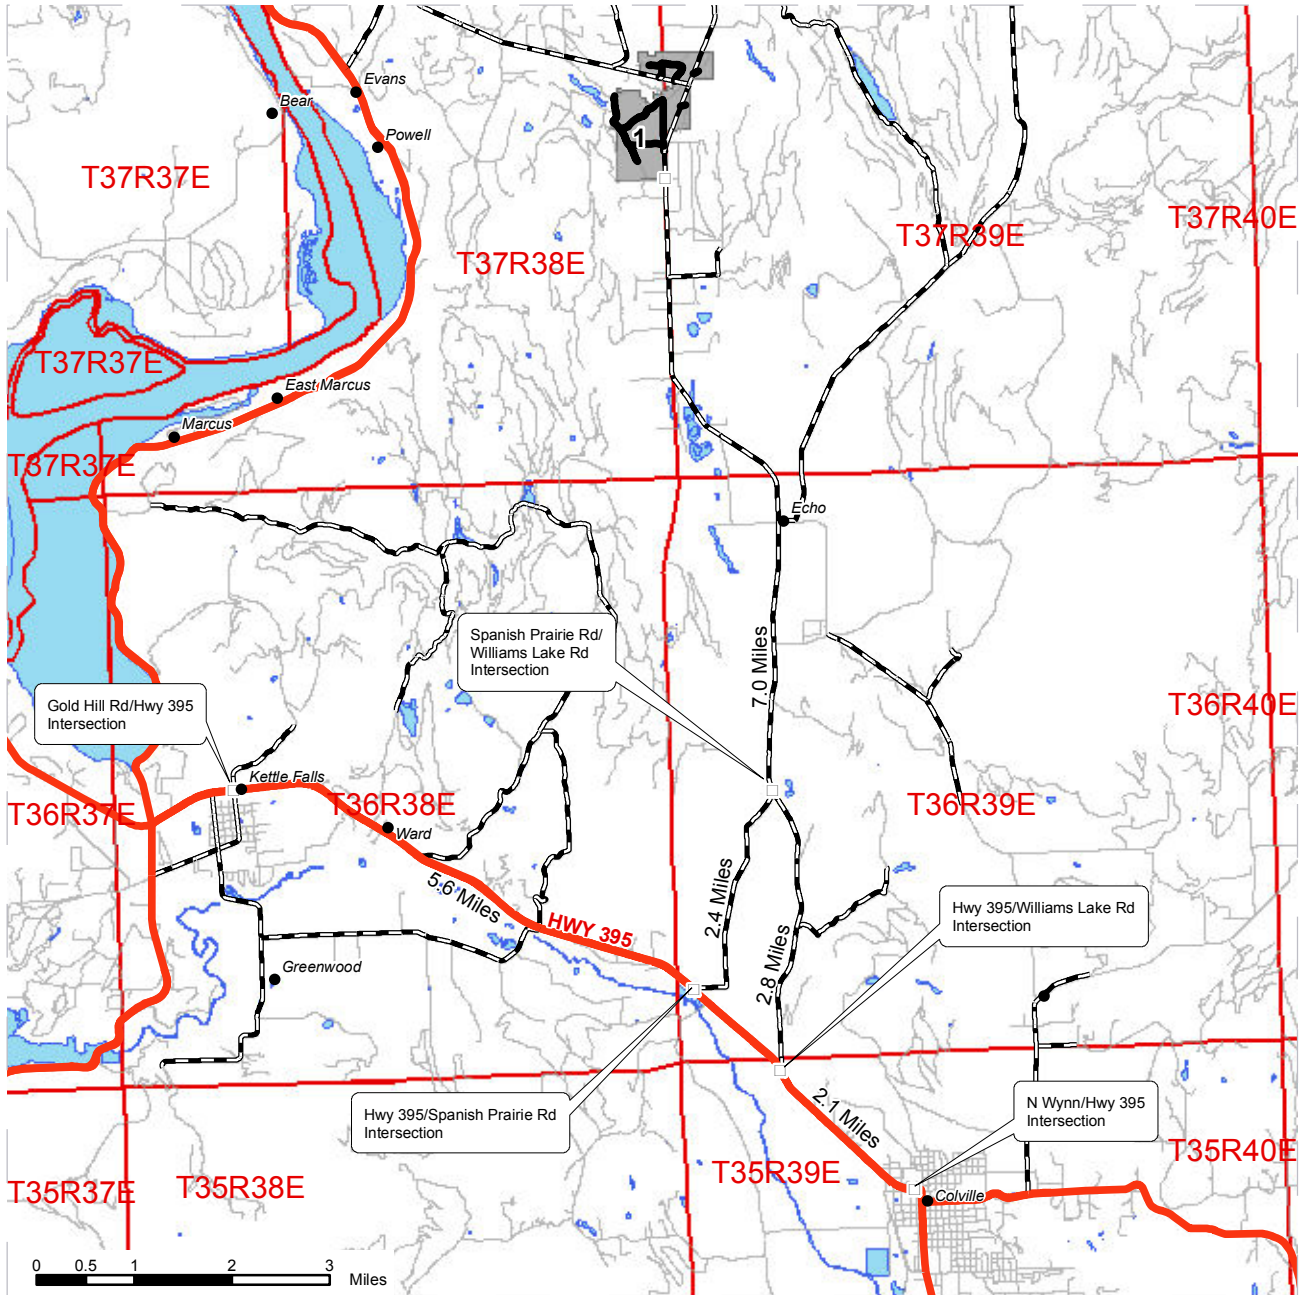 Evans
Bear
Powell
1
T37R37E
T37R38E
T37R39E
T37R40E
T37R37E
East Marcus
Marcus
T37R37E
Echo
Spanish Prairie Rd/
Williams Lake Rd
Intersection
7.0 Miles
Gold Hill Rd/Hwy 395
Intersection
T36R40E
Kettle Falls
T36R37E
T36R38E
T36R39E
Ward
5.6 Miles
2.4 Miles
HWY 395
2.8 Miles
Hwy 395/Williams Lake Rd
Intersection
Greenwood
Hwy 395/Spanish Prairie Rd
Intersection
2.1 Miles
N Wynn/Hwy 395
Intersection
T35R37E
T35R38E
T35R39E
T35R40E
Colville
0 0.5 1 2 3 Miles